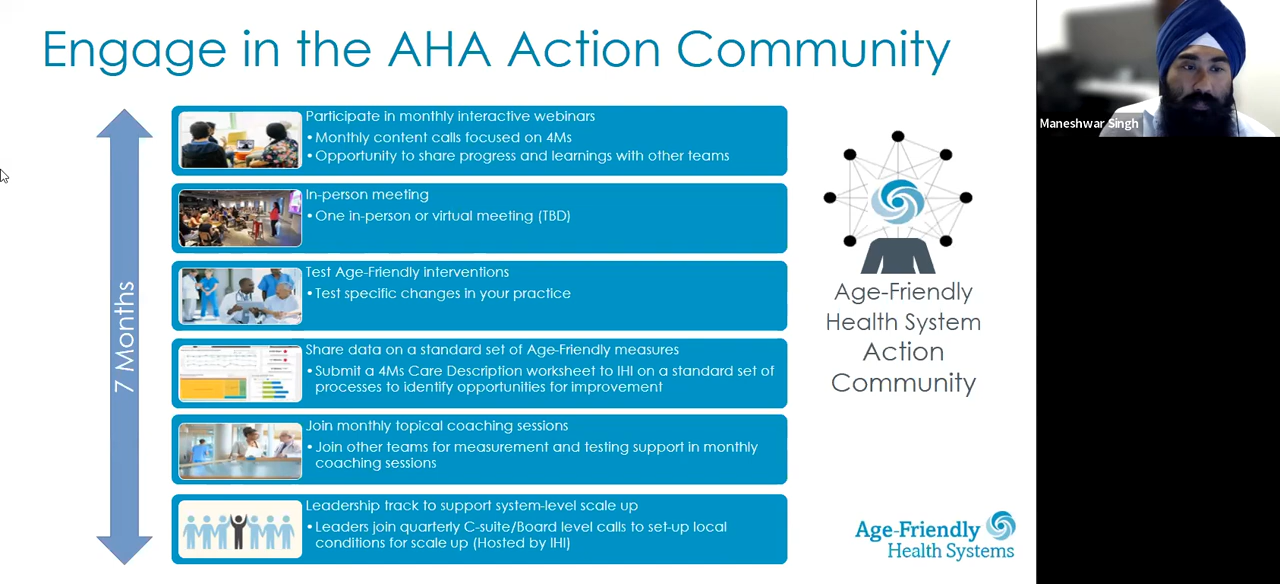 Engage in the AHA Action Community
Maneshwar Singh
7 Months
Participate in monthly interactive webinars
• Monthly content calls focused on 4Ms
• Opportunity to share progress and learnings with other teams
In-person meeting
• One in-person or virtual meeting (TBD)
Test Age-Friendly interventions
• Test specific changes in your practice
Share data on a standard set of Age-Friendly measures
• Submit a 4Ms Care Description worksheet to IHI on a standard set of
processes to identify opportunities for improvement
Join monthly topical coaching sessions
• Join other teams for measurement and testing support in monthly
coaching sessions
Leadership track to support system-level scale up
• Leaders join quarterly C-suite/Board level calls to set-up local
conditions for scale up (Hosted by IHI)
Age-Friendly
Health System
Action
Community
Age-Friendly
Health Systems